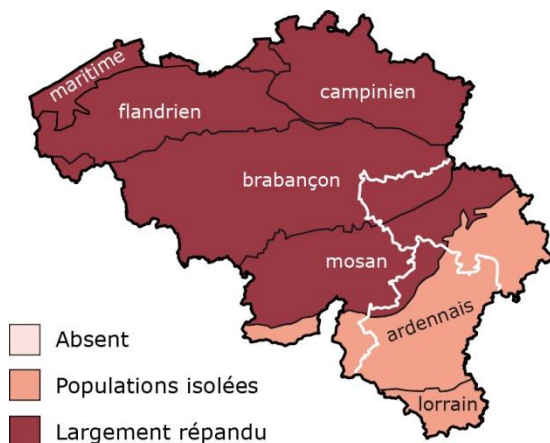 maritime
flandrien
campinien
brabançon
mosan
ardennais
lorrain
Absent
Populations isolées
Largement répandu